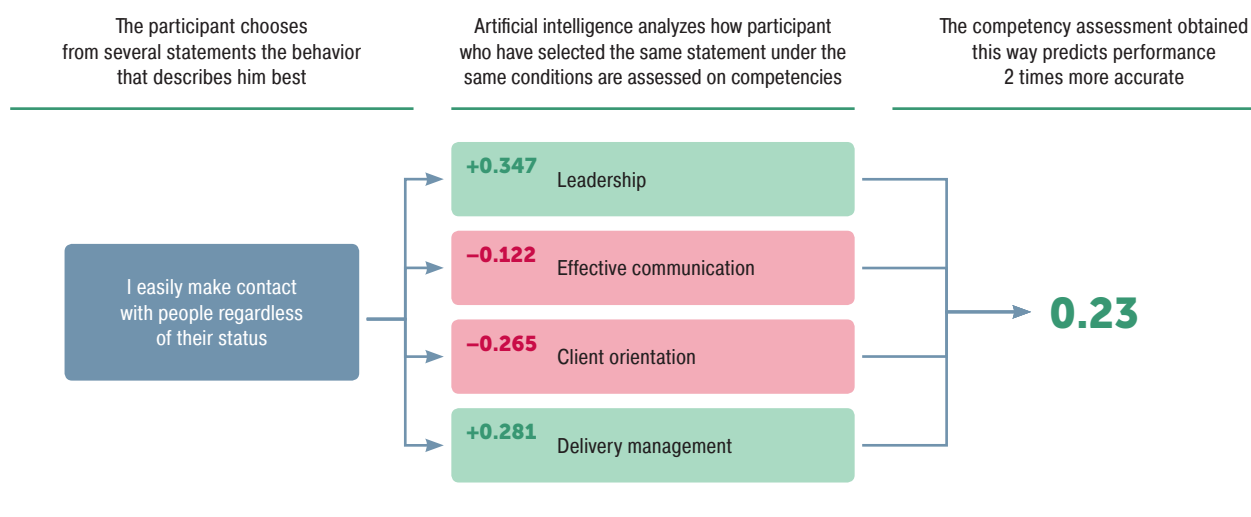 The participant chooses
from several statements the behavior
that describes him best
Artificial intelligence analyzes how participant
who have selected the same statement under the
same conditions are assessed on competencies
The competency assessment obtained
this way predicts performance
2 times more accurate
I easily make contact
with people regardless
of their status
+0.347 Leadership
–0.122 Effective communication
–0.265 Client orientation
+0.281 Delivery management
0.23